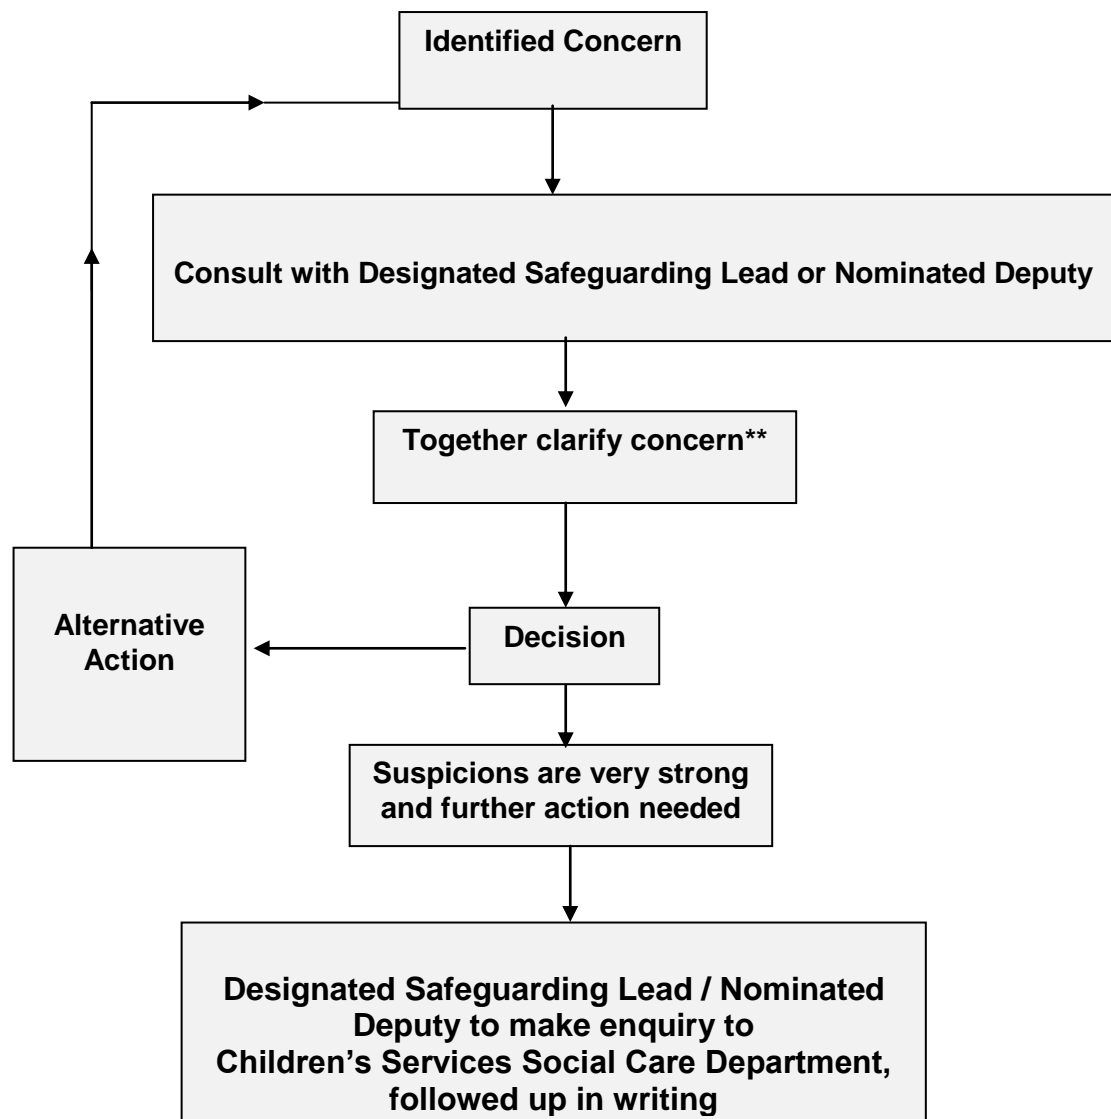 Identified Concern
Consult with Designated Safeguarding Lead or Nominated Deputy
Together clarify concern**
Alternative
Action
Decision
Suspicions are very strong
and further action needed
Designated Safeguarding Lead / Nominated
Deputy to make enquiry to
Children’s Services Social Care Department,
followed up in writing